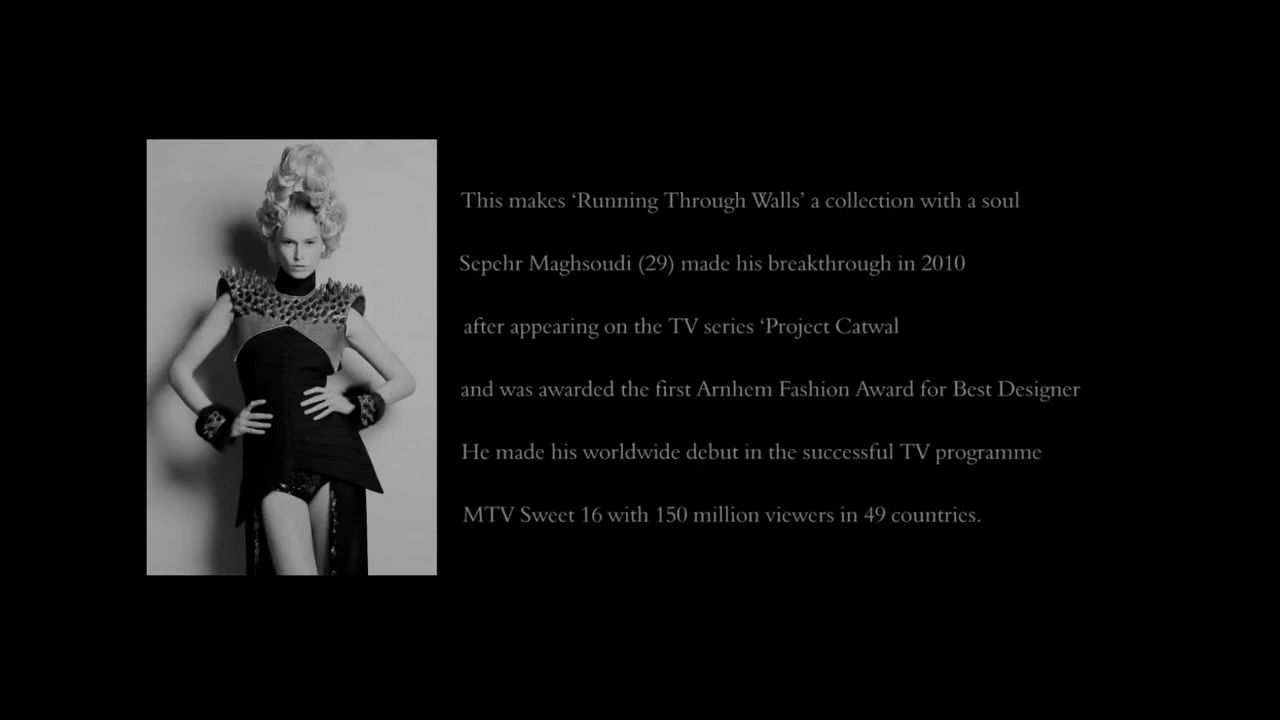 This makes ‘Running Through Walls’ a collection with a soul
Sepehr Maghsoudi (29) made his breakthrough in 2010
after appearing on the TV series ‘Project Catwal
and was awarded the first Arnhem Fashion Award for Best Designer
He made his worldwide debut in the successful TV programme
MTV Sweet 16 with 150 million viewers in 49 countries.